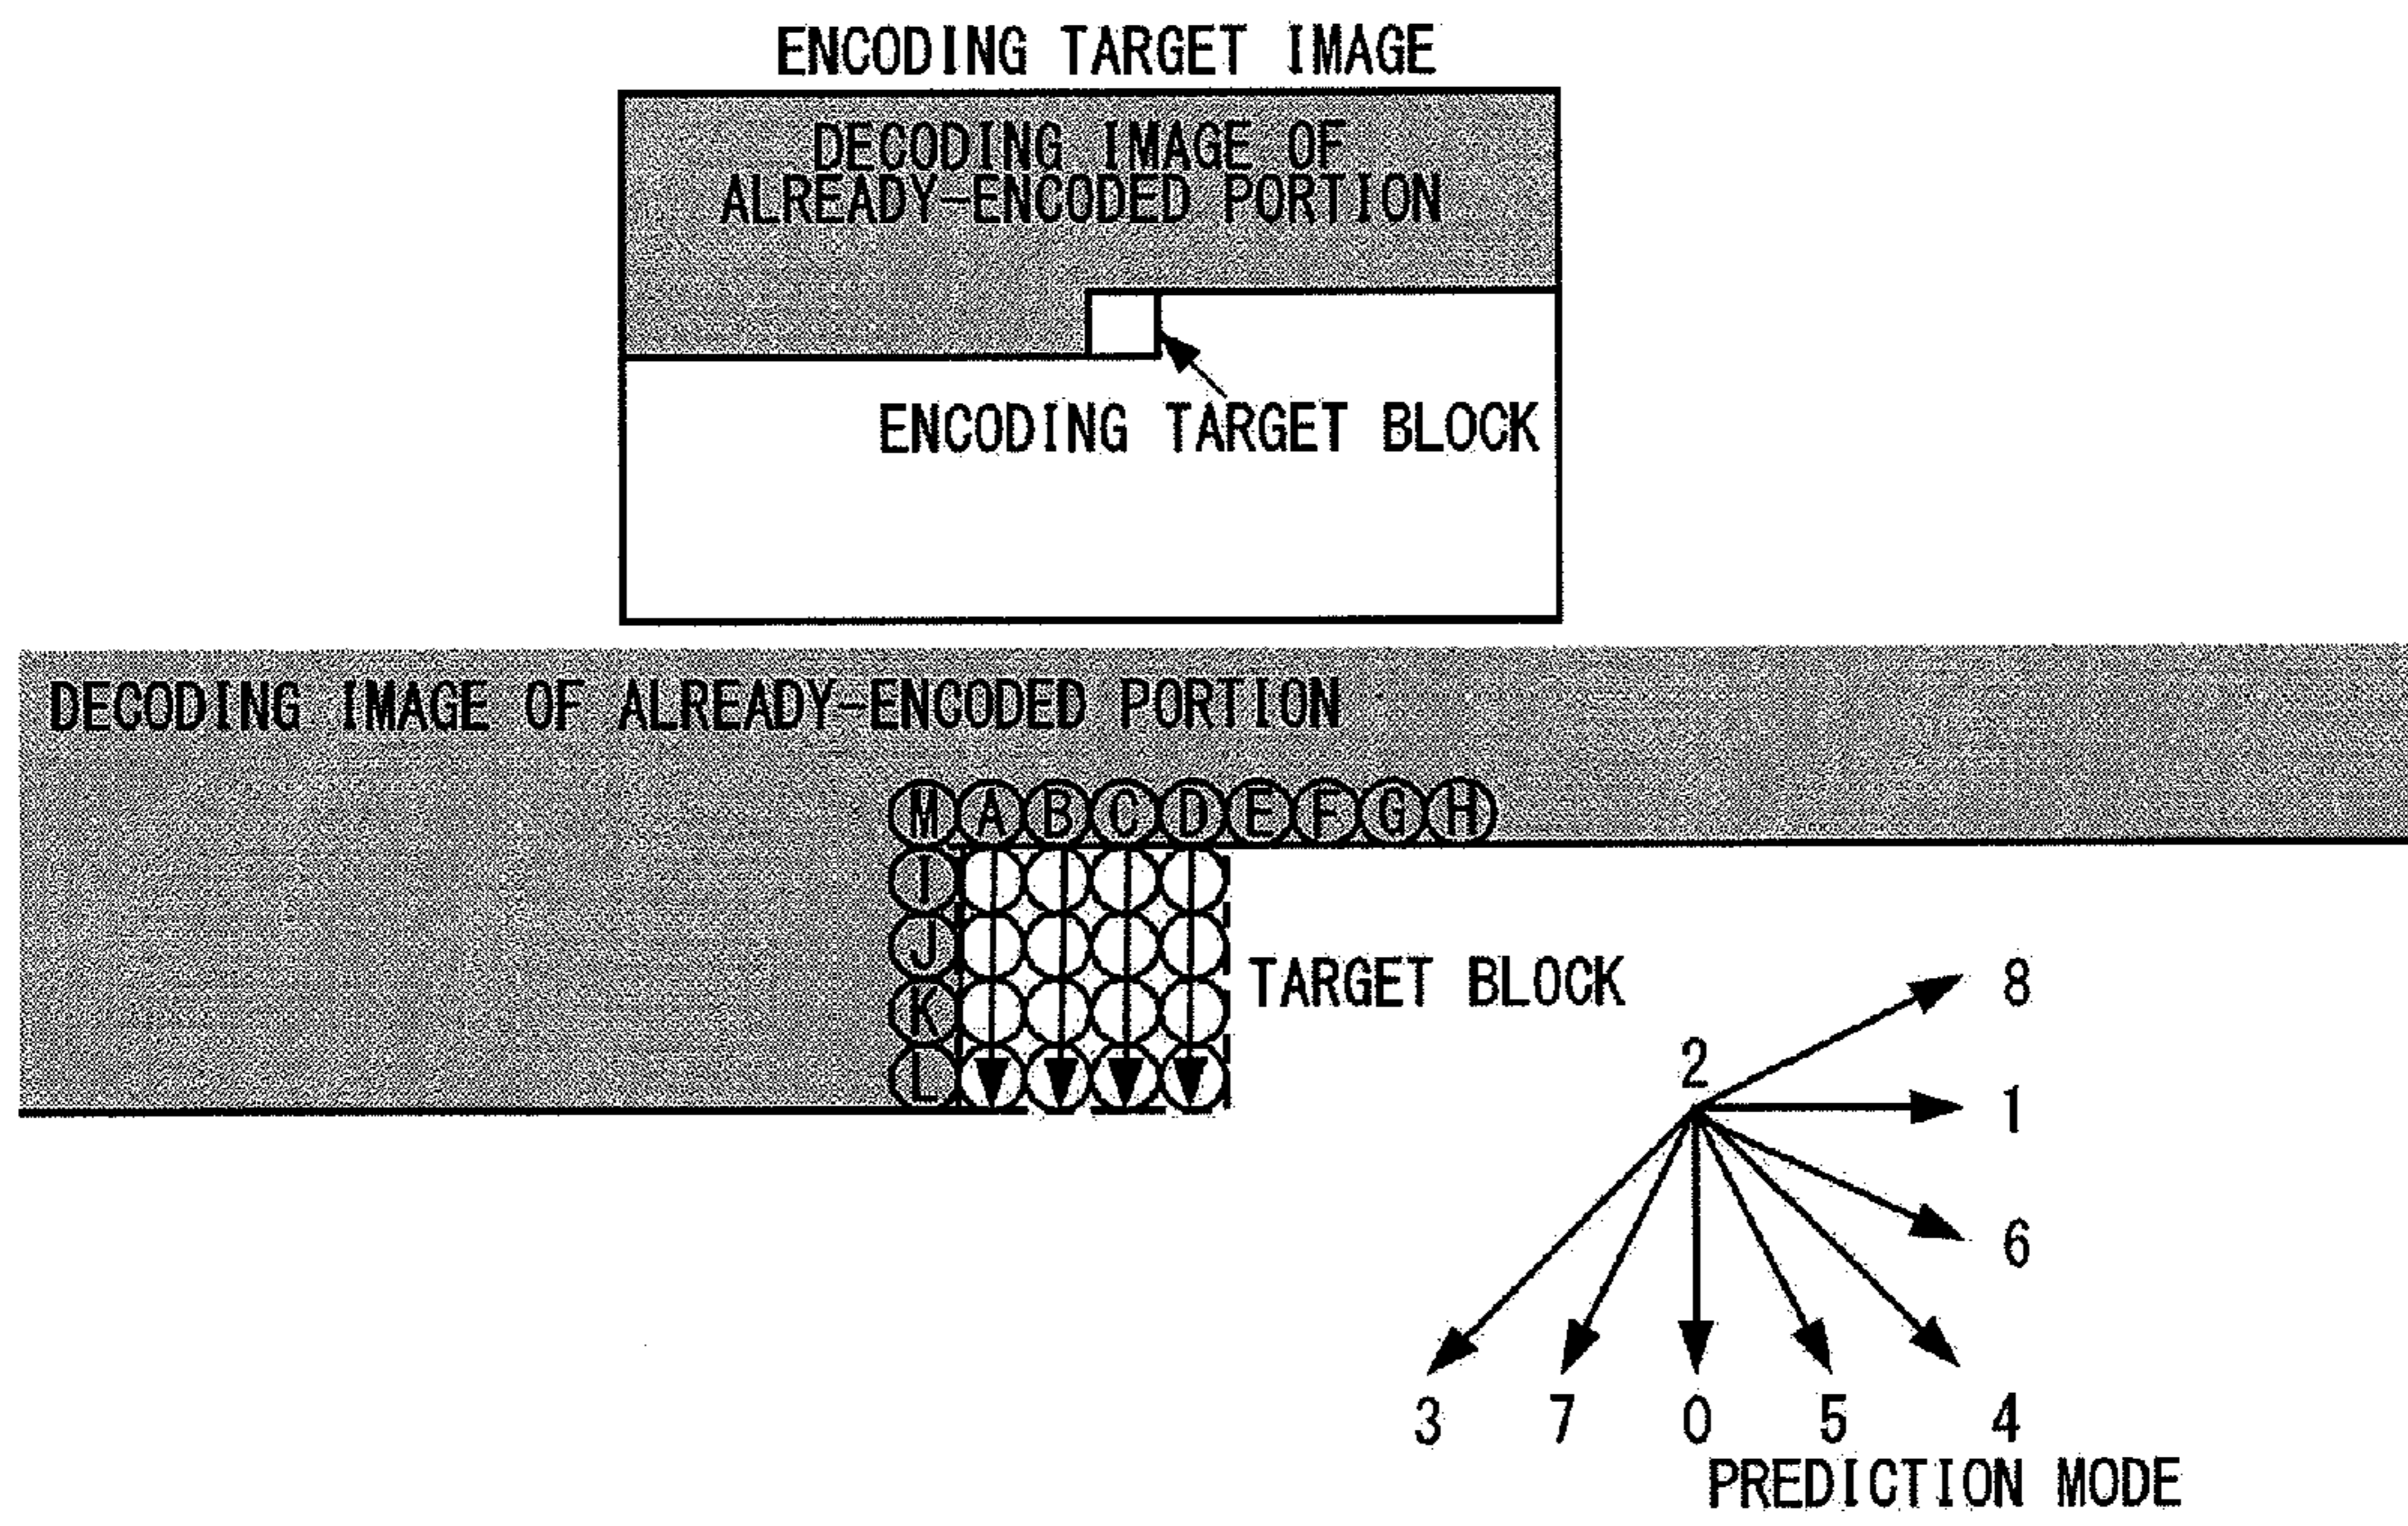 ENCODING TARGET IMAGE
DECODING IMAGE OF
ALREADY-ENCODED PORTION
ENCODING TARGET BLOCK
DECODING IMAGE OF ALREADY-ENCODED PORTION
M A B C D E F G H
I
J
K
L
TARGET BLOCK
8
2
1
6
3 7 0 5 4
PREDICTION MODE